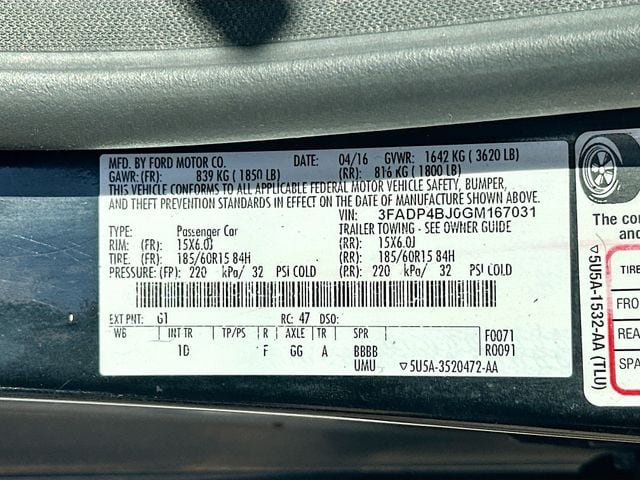 MFD. BY FORD MOTOR CO. DATE: 04/16 GVWR: 1642 KG ( 3620 LB)
GAWR: (FR): 839 KG ( 1850 LB) (RR): 816 KG ( 1800 LB)
THIS VEHICLE CONFORMS TO ALL APPLICABLE FEDERAL MOTOR VEHICLE SAFETY, BUMPER,
AND THEFT PREVENTION STANDARDS IN EFFECT ON THE DATE OF MANUFACTURE SHOWN ABOVE.
VIN: 3FADP4BJ0GM167031
TYPE: Passenger Car TRAILER TOWING - SEE OWNER GUIDE
RIM: (FR): 15X6.0J (RR): 15X6.0J
TIRE: (FR): 185/60R15 84H (RR): 185/60R15 84H
PRESSURE: (FR): 220 kPa/ 32 PSI COLD (RR): 220 kPa/ 32 PSI COLD
EXT PNT: G1 RC: 47 DSO:
WB INT TR TP/PS R AXLE TR SPR F0071
1D F GG A BBBB R0091
UMU ▽5U5A-3520472-AA
The co
and
▽5U5A-1532-AA (TLU)
TIRE
FRO
REA
SPA